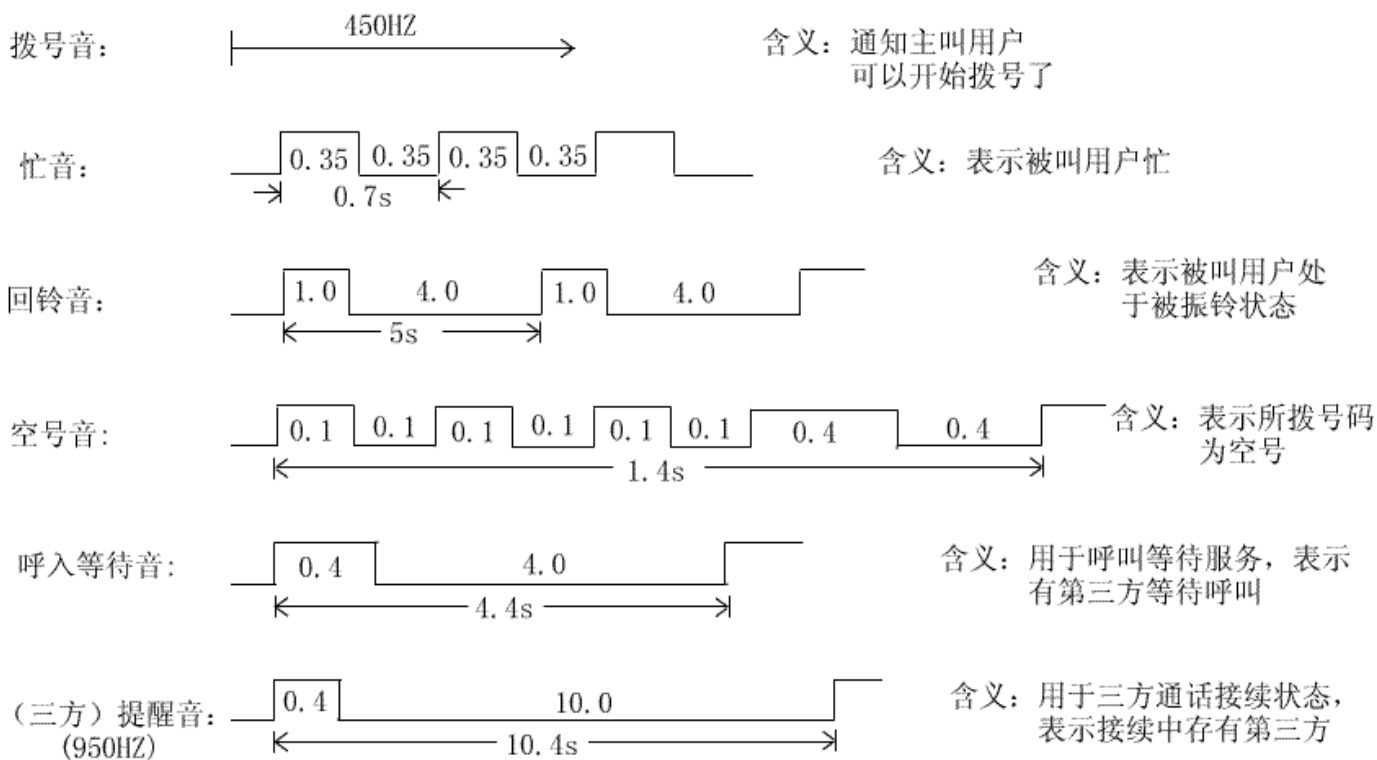 450HZ
拨号音:
含义: 通知主叫用户
可以开始拨号了
忙音:
0.35 0.35 0.35 0.35
0.7s
含义: 表示被叫用户忙
回铃音:
1.0 4.0 1.0 4.0
5s
含义: 表示被叫用户处
于被振铃状态
空号音:
0.1 0.1 0.1 0.1 0.1 0.1 0.4 0.4
1.4s
含义: 表示所拨号码
为空号
呼入等待音:
0.4 4.0
4.4s
含义: 用于呼叫等待服务, 表示
有第三方等待呼叫
(三方) 提醒音:
(950HZ)
0.4 10.0
10.4s
含义: 用于三方通话接续状态,
表示接续中存有第三方